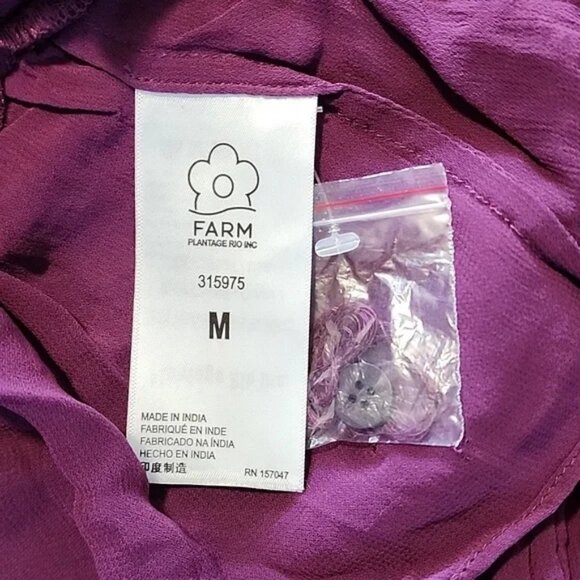 FARM
PLANTAGE RIO INC
315975
M
MADE IN INDIA
FABRIQUÉ EN INDE
FABRICADO NA ÍNDIA
HECHO EN INDIA
印度制造
RN 157047